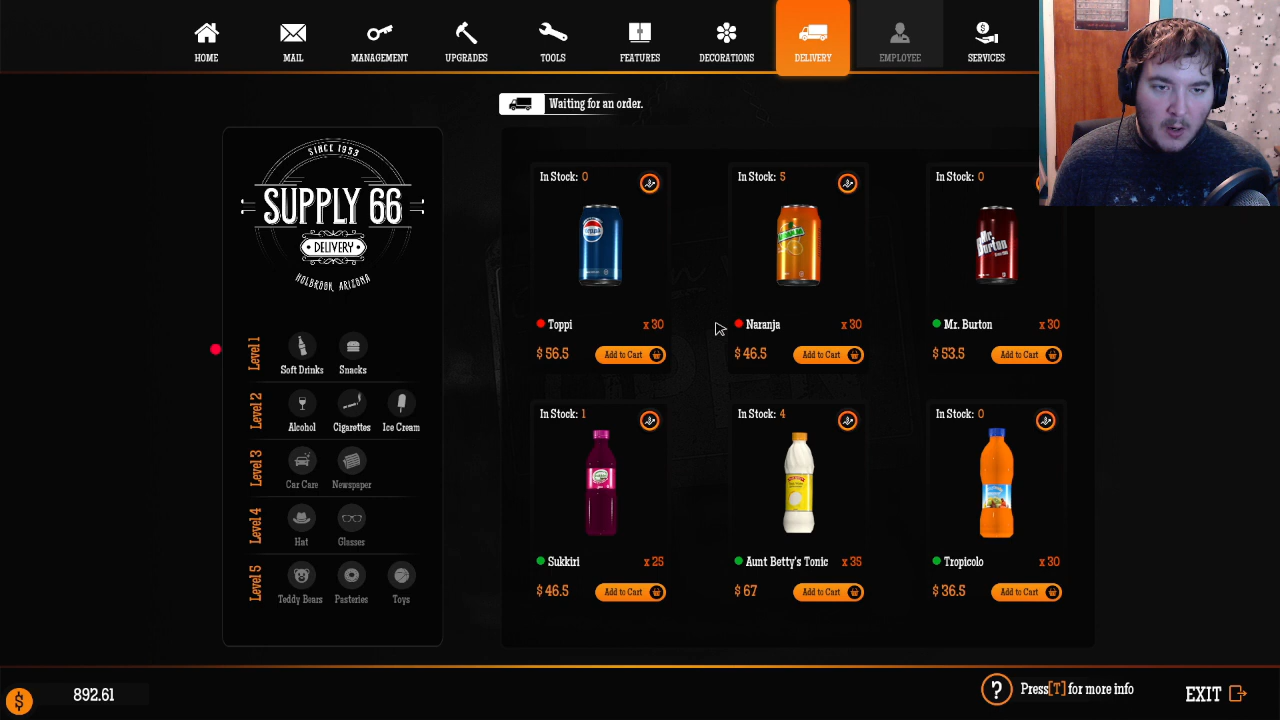 HOME
MAIL
MANAGEMENT
UPGRADES
TOOLS
FEATURES
DECORATIONS
DELIVERY
EMPLOYEE
SERVICES
Waiting for an order.
SINCE 1953
SUPPLY 66
DELIVERY
HOLBROOK, ARIZONA
Level 1
Soft Drinks
Snacks
Level 2
Alcohol
Cigarettes
Ice Cream
Level 3
Car Care
Newspaper
Level 4
Hat
Glasses
Level 5
Teddy Bears
Pasteries
Toys
In Stock: 0
Toppi x 30
$ 56.5 Add to Cart
In Stock: 5
Naranja x 30
$ 46.5 Add to Cart
In Stock: 0
Mr. Burton
Mr. Burton x 30
$ 53.5 Add to Cart
In Stock: 1
Sukkiri x 25
$ 46.5 Add to Cart
In Stock: 4
Aunt Betty's Tonic x 35
$ 67 Add to Cart
In Stock: 0
Tropicolo x 30
$ 36.5 Add to Cart
$ 892.61
? Press[T] for more info
EXIT